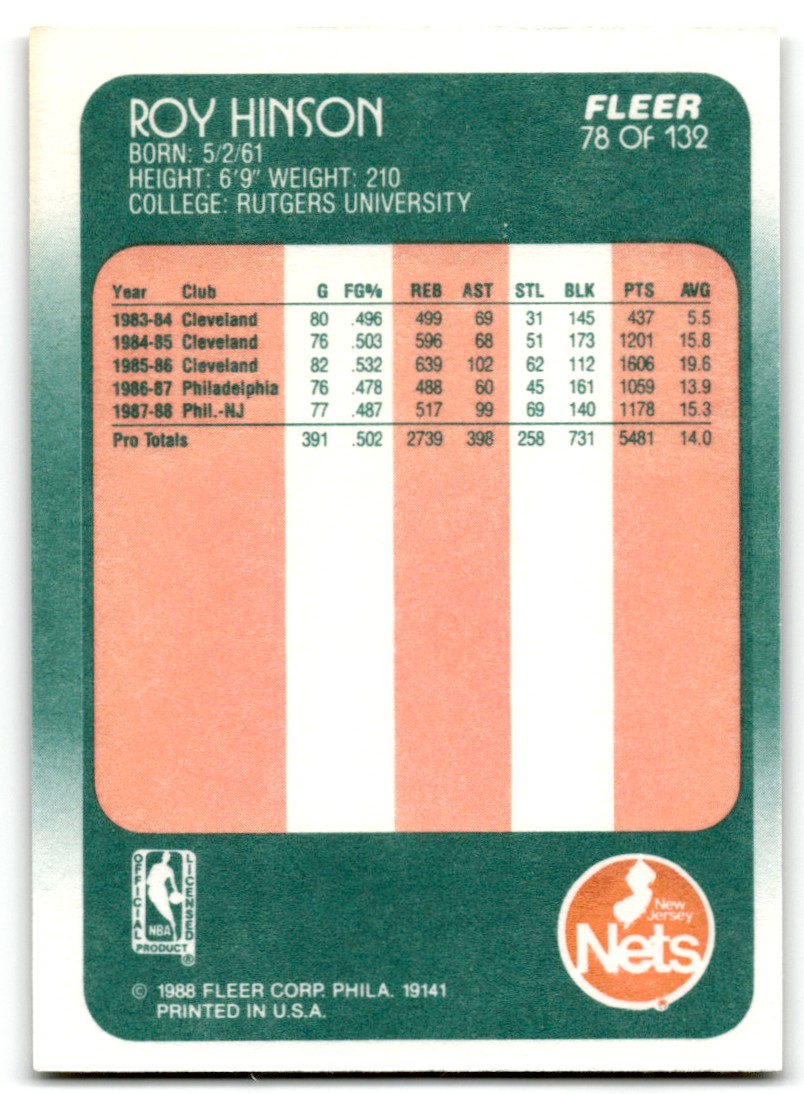 ROY HINSON
FLEER
78 OF 132
BORN: 5/2/61
HEIGHT: 6'9" WEIGHT: 210
COLLEGE: RUTGERS UNIVERSITY
Year Club G FG% REB AST STL BLK PTS AVG
1983-84 Cleveland 80 .496 499 69 31 145 437 5.5
1984-85 Cleveland 76 .503 596 68 51 173 1201 15.8
1985-86 Cleveland 82 .532 639 102 62 112 1606 19.6
1986-87 Philadelphia 76 .478 488 60 45 161 1059 13.9
1987-88 Phil.-NJ 77 .487 517 99 69 140 1178 15.3
Pro Totals 391 .502 2739 398 258 731 5481 14.0
OFFICIAL LICENSED
NBA
PRODUCT
®
New
Jersey
Nets
®
© 1988 FLEER CORP. PHILA. 19141
PRINTED IN U.S.A.